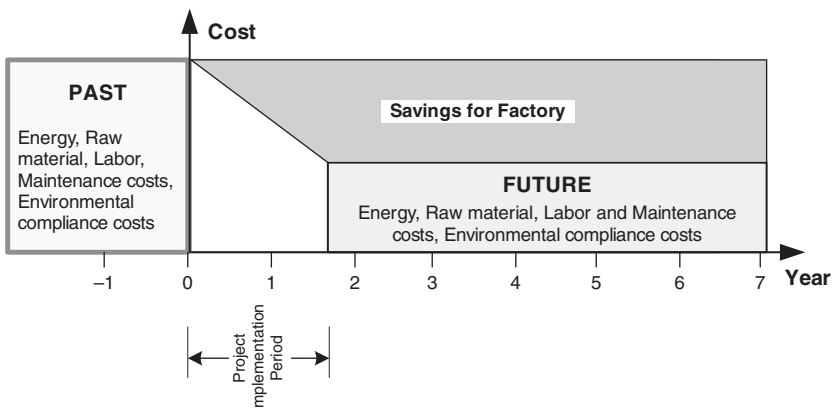 Cost
PAST
Energy, Raw
material, Labor,
Maintenance costs,
Environmental
compliance costs
Savings for Factory
FUTURE
Energy, Raw material, Labor and Maintenance
costs, Environmental compliance costs
–1 0 1 2 3 4 5 6 7 Year
Project
mplementation
Period